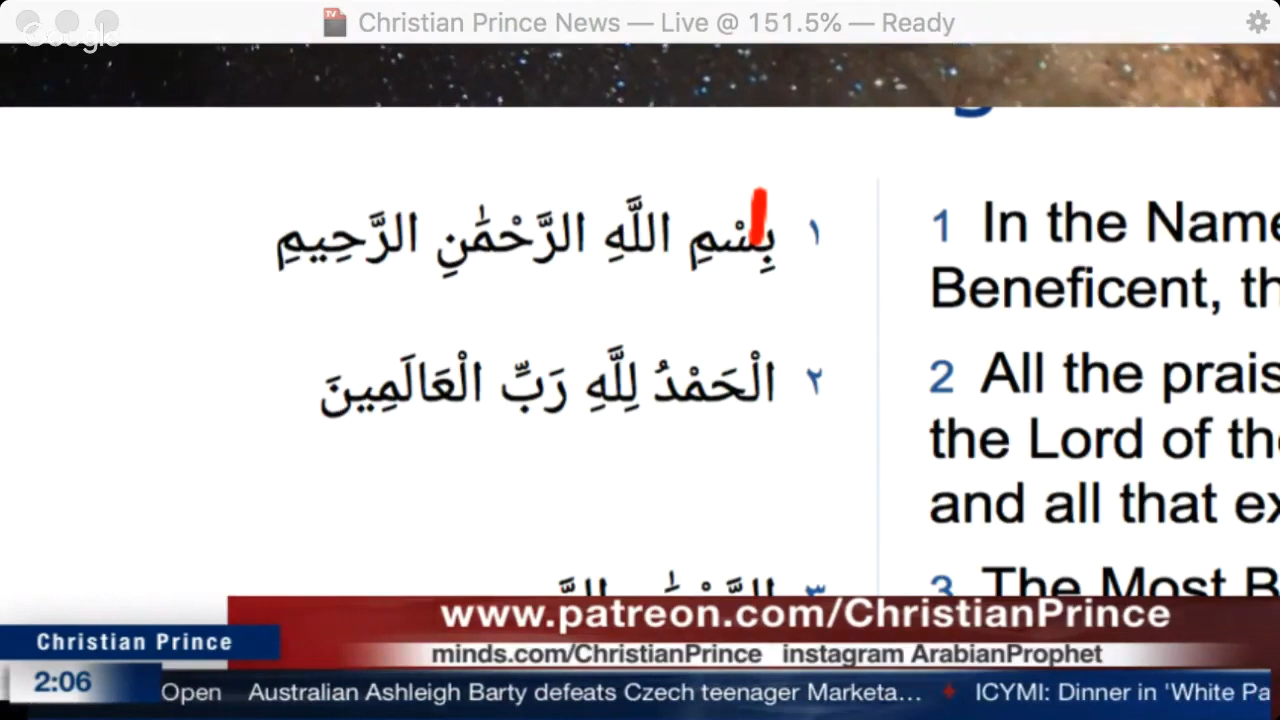 Christian Prince News — Live @ 151.5% — Ready
Google
بِسْمِ اللَّهِ الرَّحْمَٰنِ الرَّحِيمِ ١
1 In the Name
Beneficent, th
الْحَمْدُ لِلَّهِ رَبِّ الْعَالَمِينَ ٢
2 All the prais
the Lord of the
and all that ex
3 The Most B
www.patreon.com/ChristianPrince
Christian Prince
minds.com/ChristianPrince instagram ArabianProphet
2:06
Open Australian Ashleigh Barty defeats Czech teenager Marketa... ICYMI: Dinner in 'White Pa